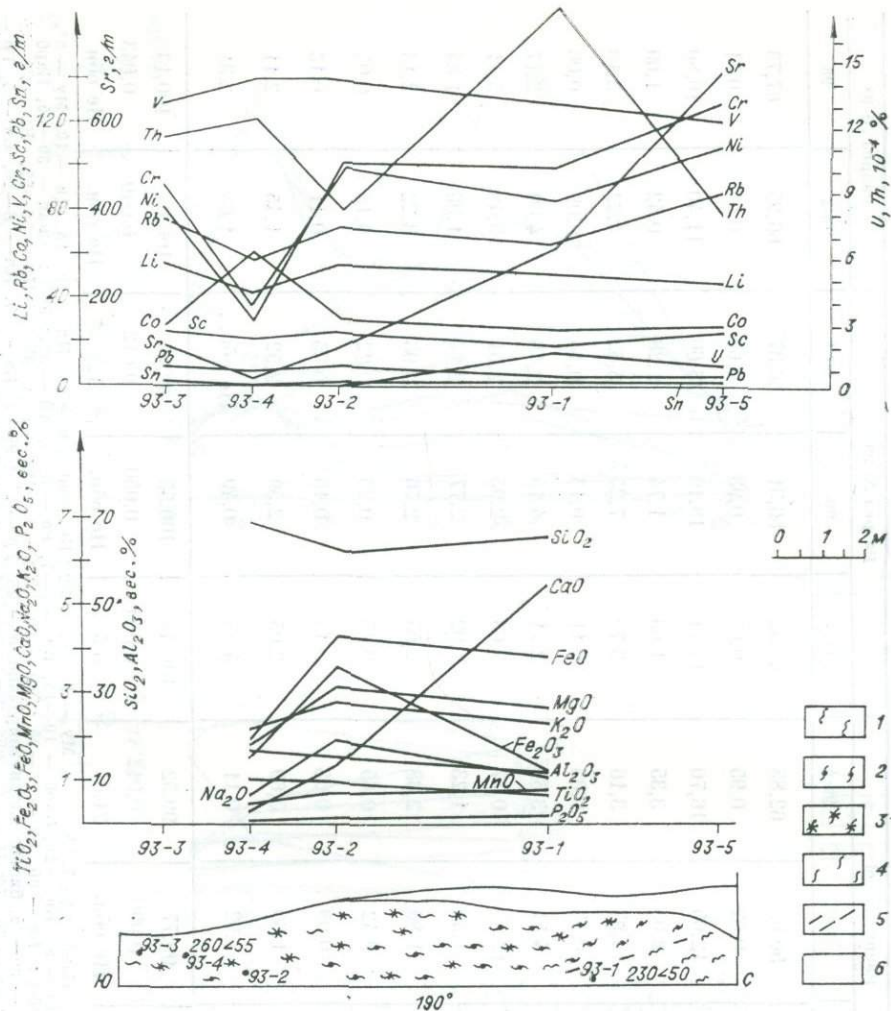 Li, Rb, Co, Ni, V, Cr, Sc, Pb, Sn, г/т
Sr, г/т
U, Th, 10⁻⁴ %
120
80
40
0
600
400
200
15
12
9
6
3
0
V
Th
Cr
Ni
Rb
Li
Co
Sc
Sr
Pb
Sn
Sr
Cr
V
Ni
Rb
Th
Li
Co
Sc
U
Pb
Sn
93-3
93-4
93-2
93-1
93-5
TiO₂, Fe₂O₃, FeO, MnO, MgO, CaO, Na₂O, K₂O, P₂O₅, вес. %
SiO₂, Al₂O₃, вес. %
7
5
3
1
70
50
30
10
SiO₂
CaO
FeO
MgO
K₂O
Fe₂O₃
Al₂O₃
MnO
TiO₂
P₂O₅
Na₂O
93-3
93-4
93-2
93-1
93-5
0 1 2 м
1
2
3
4
5
6
93-3 260<55
93-4
93-2
93-1 230<50
Ю
С
190°